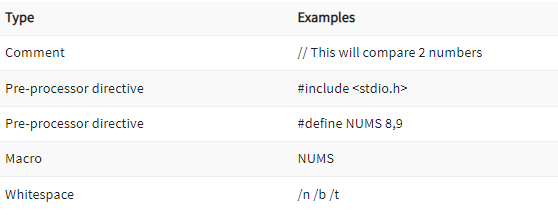 Type Examples
Comment // This will compare 2 numbers
Pre-processor directive #include <stdio.h>
Pre-processor directive #define NUMS 8,9
Macro NUMS
Whitespace /n /b /t